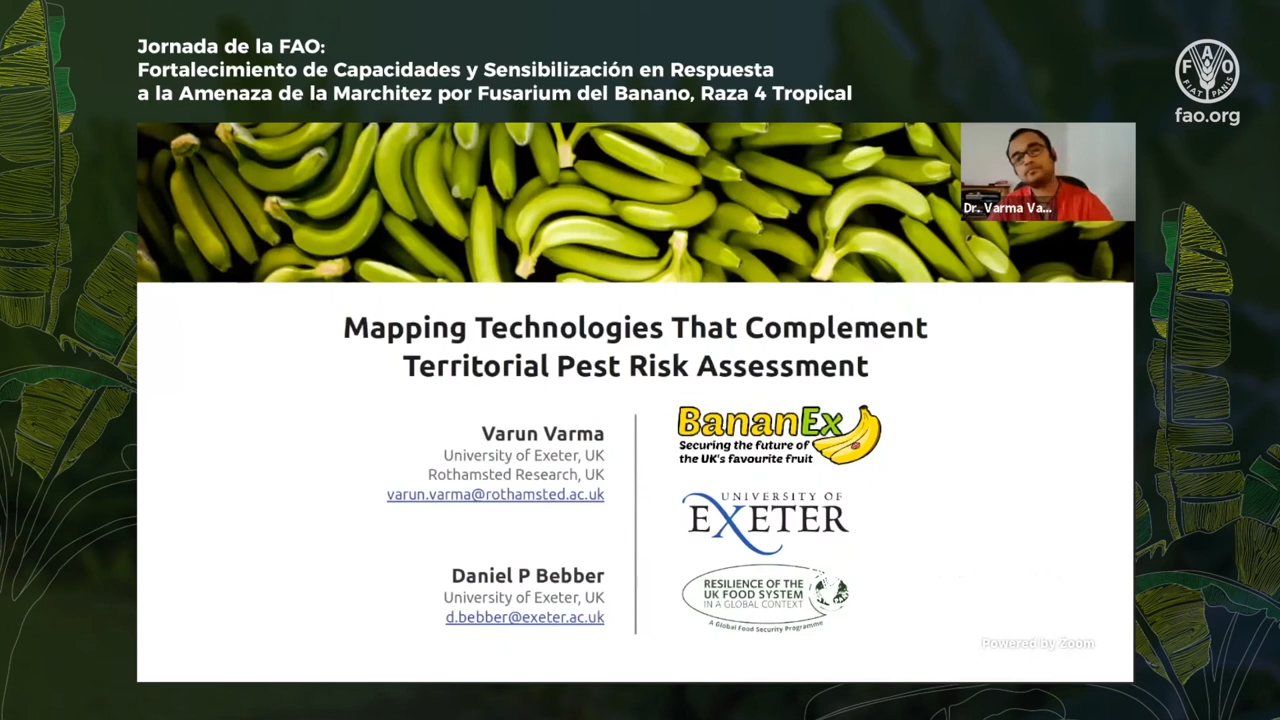 Jornada de la FAO:
Fortalecimiento de Capacidades y Sensibilización en Respuesta
a la Amenaza de la Marchitez por Fusarium del Banano, Raza 4 Tropical
F A O
FIAT PANIS
fao.org
Dr. Varma Va...
Mapping Technologies That Complement
Territorial Pest Risk Assessment
Varun Varma
University of Exeter, UK
Rothamsted Research, UK
varun.varma@rothamsted.ac.uk
Daniel P Bebber
University of Exeter, UK
d.bebber@exeter.ac.uk
BananEx
Securing the future of
the UK's favourite fruit
UNIVERSITY OF
EXETER
RESILIENCE OF THE
UK FOOD SYSTEM
IN A GLOBAL CONTEXT
A Global Food Security Programme
Powered by Zoom